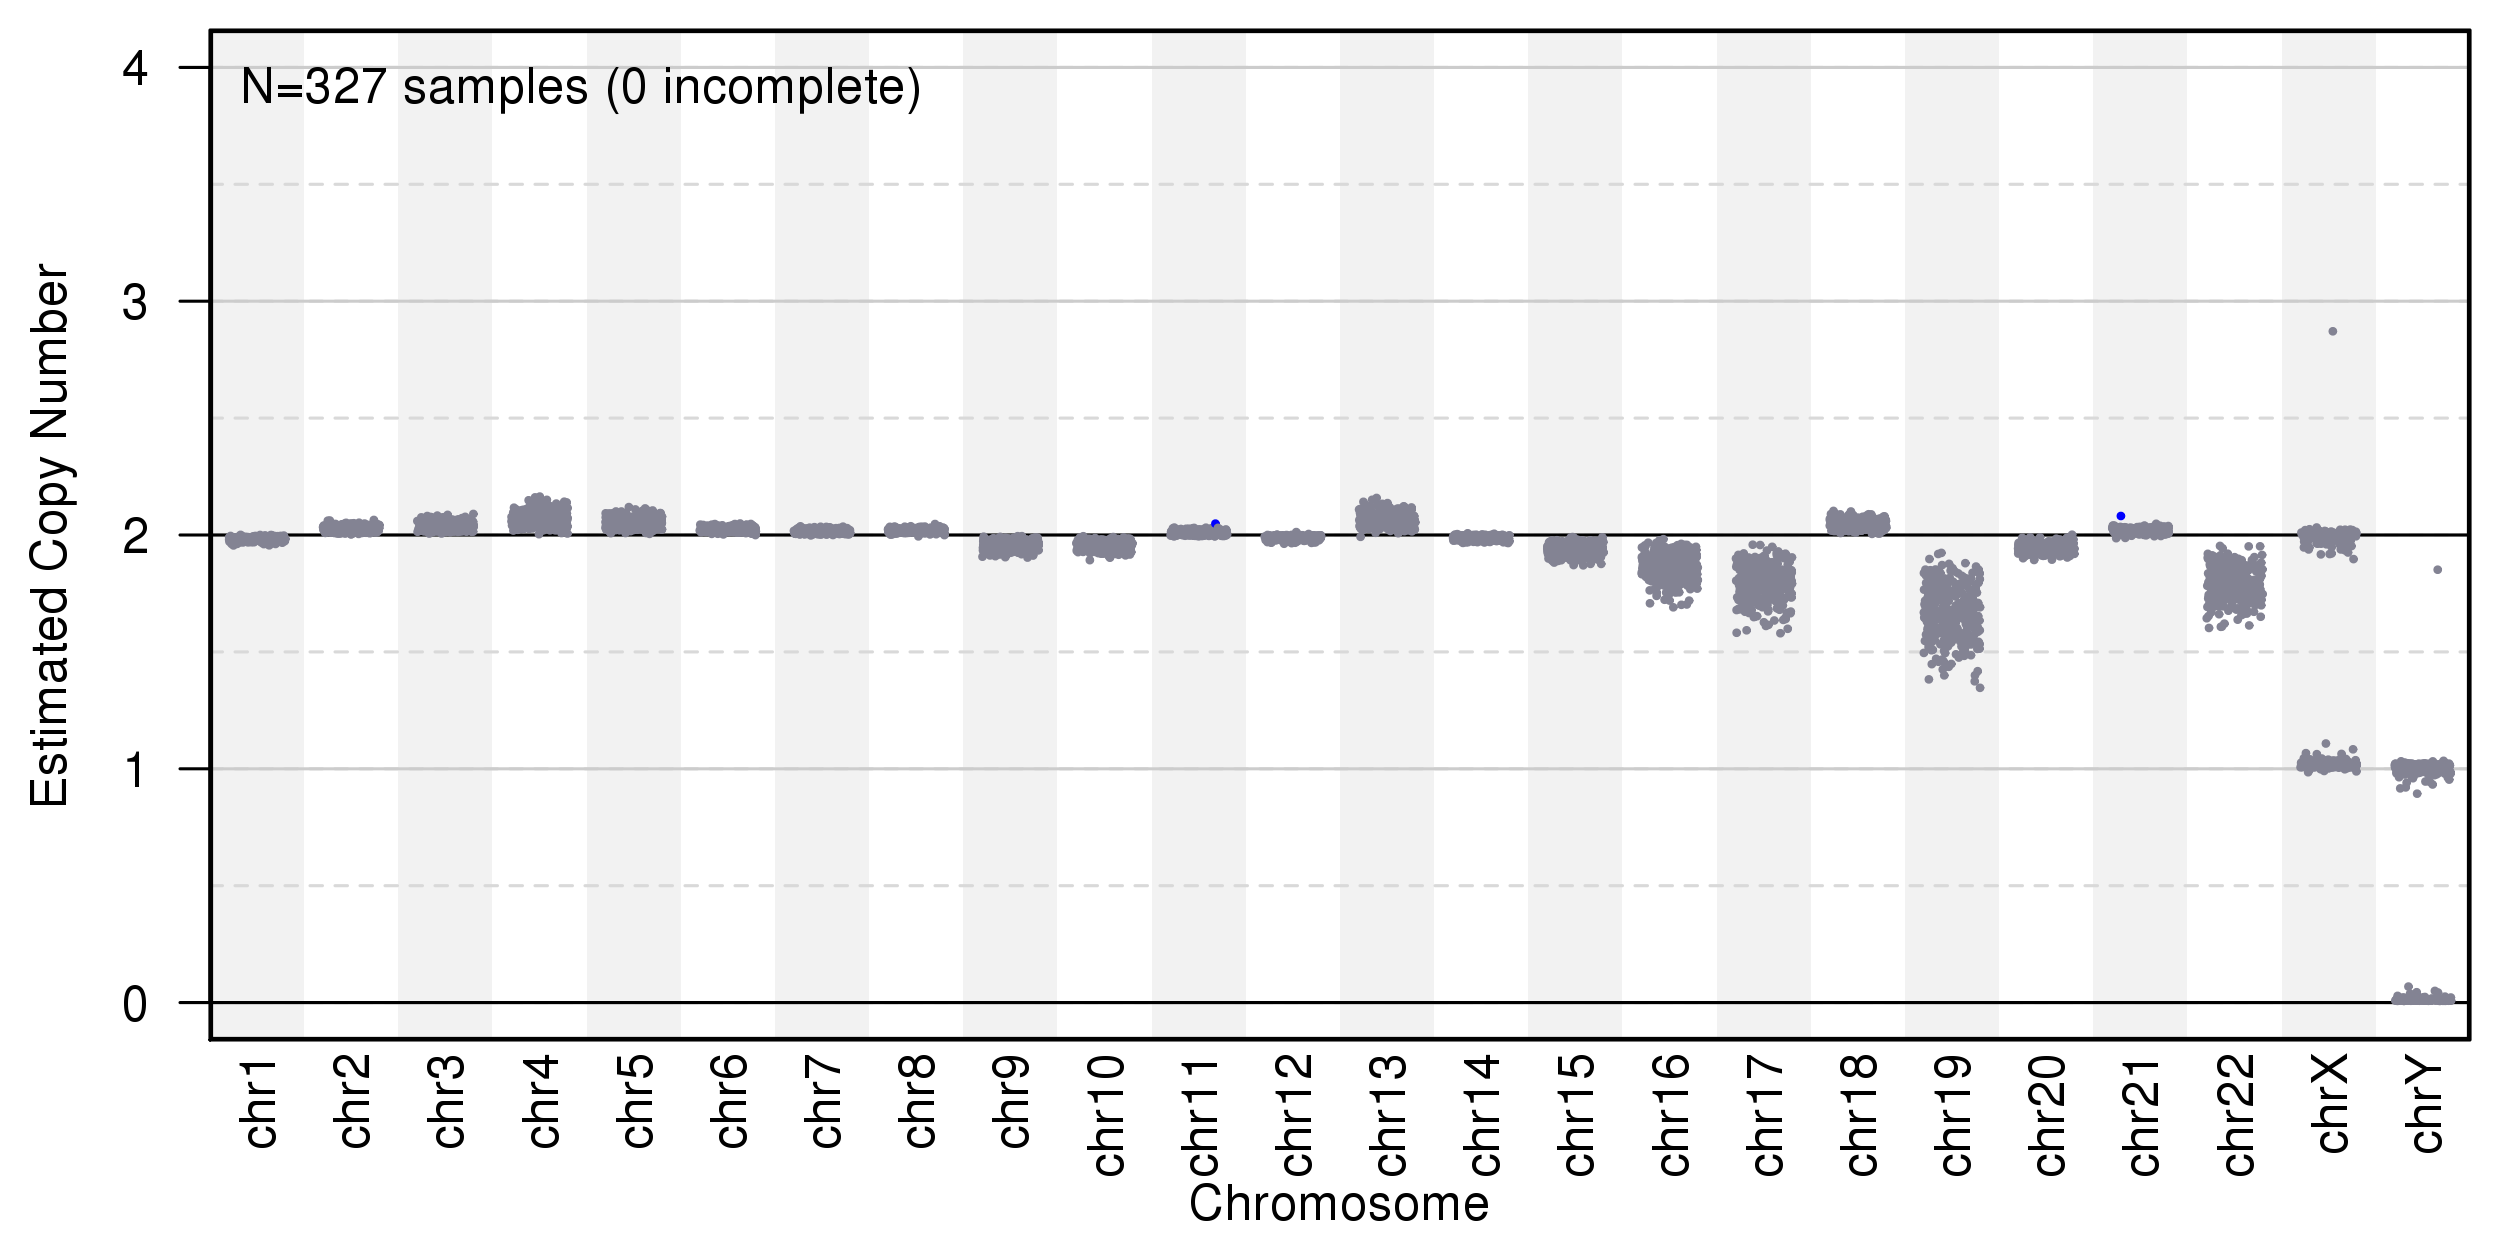 N=327 samples (0 incomplete)
Estimated Copy Number
4
3
2
1
0
chr1
chr2
chr3
chr4
chr5
chr6
chr7
chr8
chr9
chr10
chr11
chr12
chr13
chr14
chr15
chr16
chr17
chr18
chr19
chr20
chr21
chr22
chrX
chrY
Chromosome